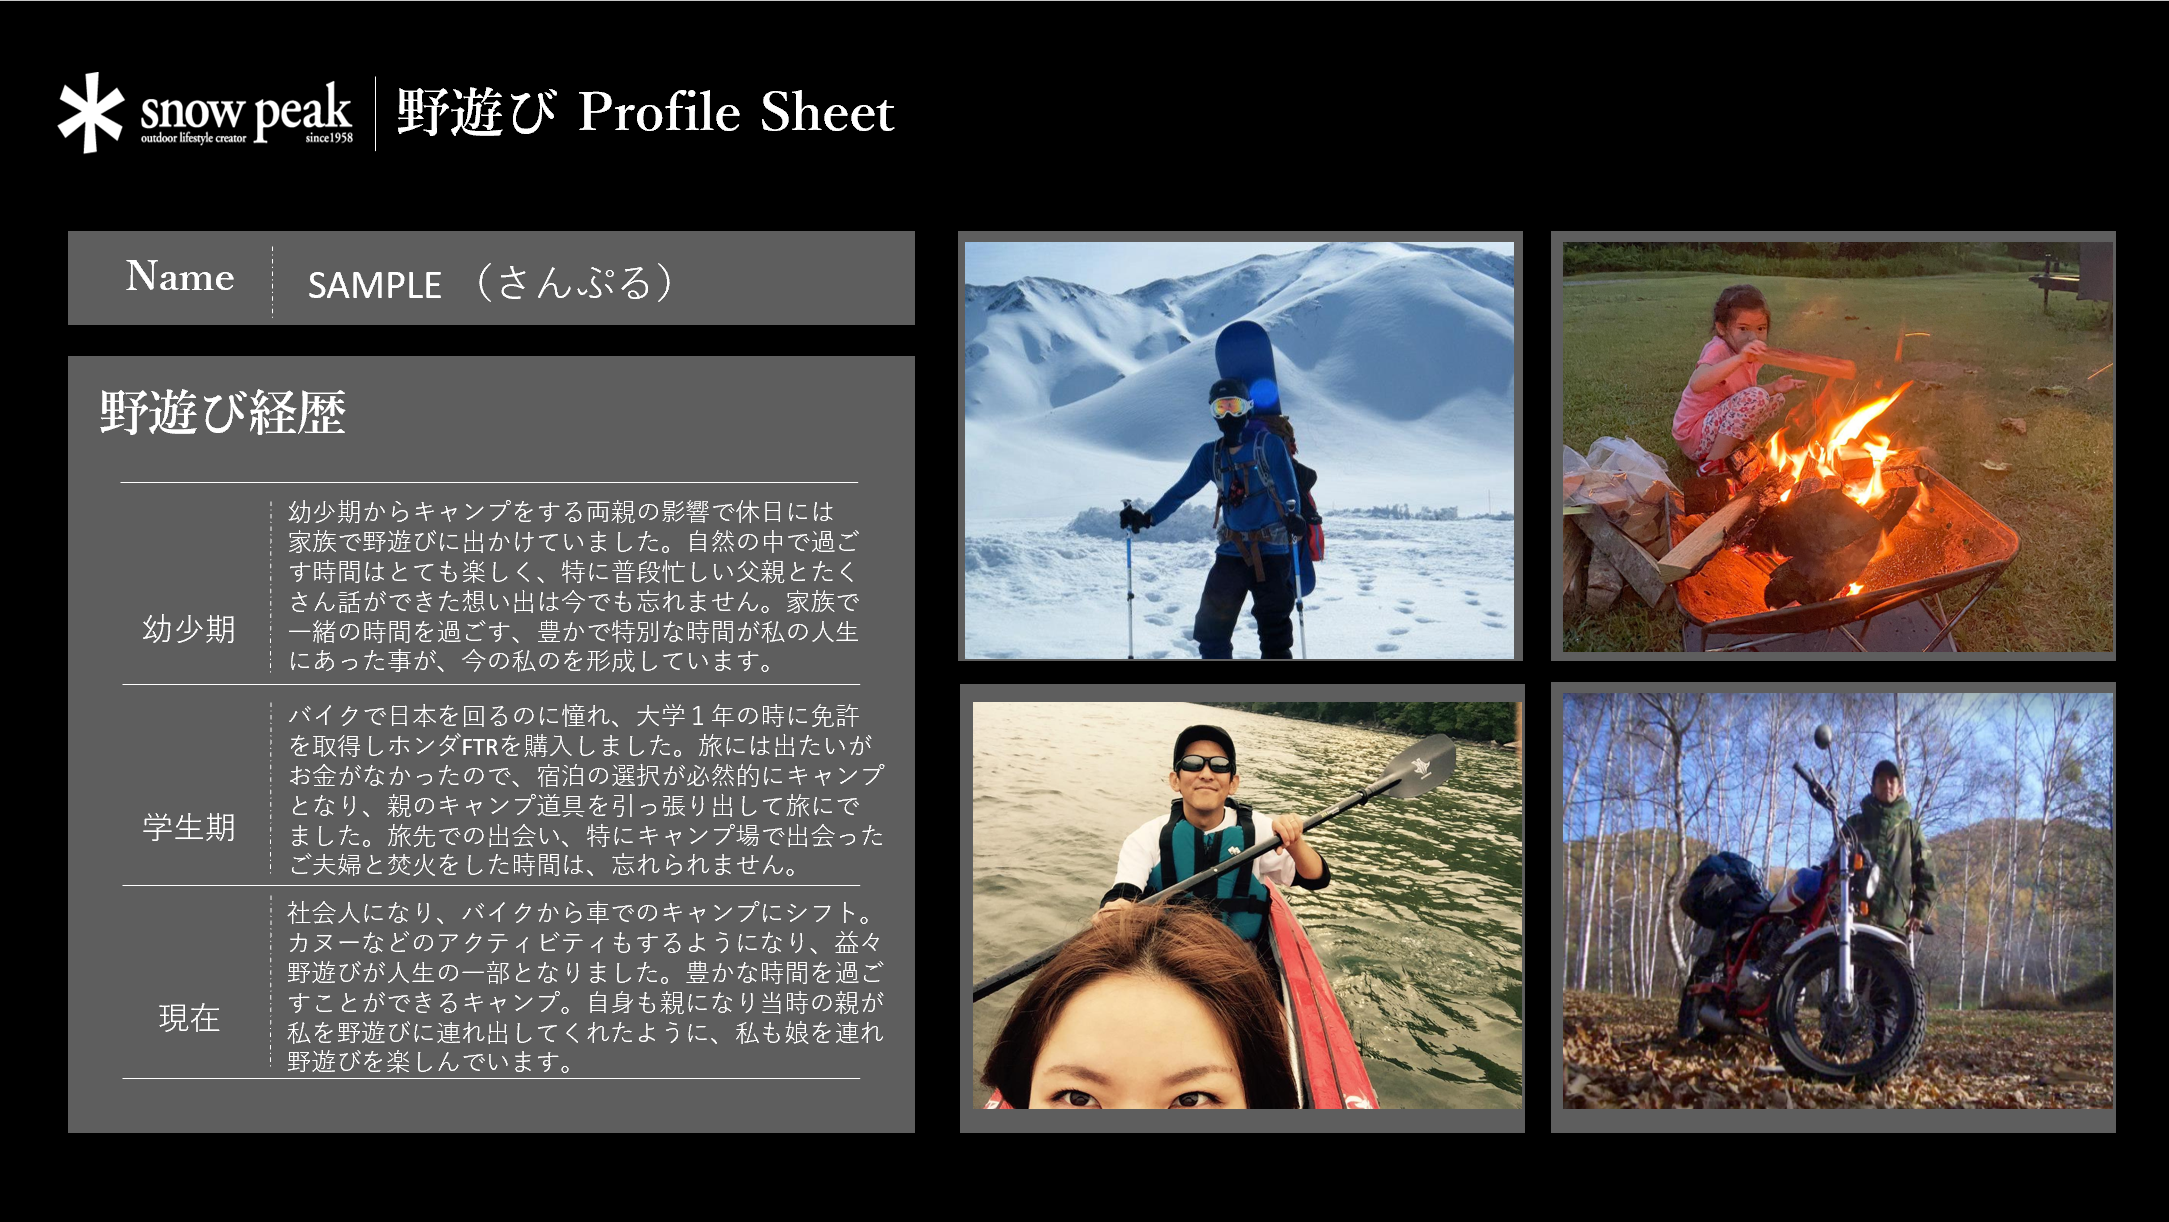 snow peak
outdoor lifestyle creator since1958
野遊び Profile Sheet
Name
SAMPLE （さんぷる）
野遊び経歴
幼少期
幼少期からキャンプをする両親の影響で休日には
家族で野遊びに出かけていました。自然の中で過ご
す時間はとても楽しく、特に普段忙しい父親とたく
さん話ができた想い出は今でも忘れません。家族で
一緒の時間を過ごす、豊かで特別な時間が私の人生
にあった事が、今の私のを形成しています。
学生期
バイクで日本を回るのに憧れ、大学１年の時に免許
を取得しホンダFTRを購入しました。旅には出たいが
お金がなかったので、宿泊の選択が必然的にキャンプ
となり、親のキャンプ道具を引っ張り出して旅にで
ました。旅先での出会い、特にキャンプ場で出会った
ご夫婦と焚火をした時間は、忘れられません。
現在
社会人になり、バイクから車でのキャンプにシフト。
カヌーなどのアクティビティもするようになり、益々
野遊びが人生の一部となりました。豊かな時間を過ご
すことができるキャンプ。自身も親になり当時の親が
私を野遊びに連れ出してくれたように、私も娘を連れ
野遊びを楽しんでいます。